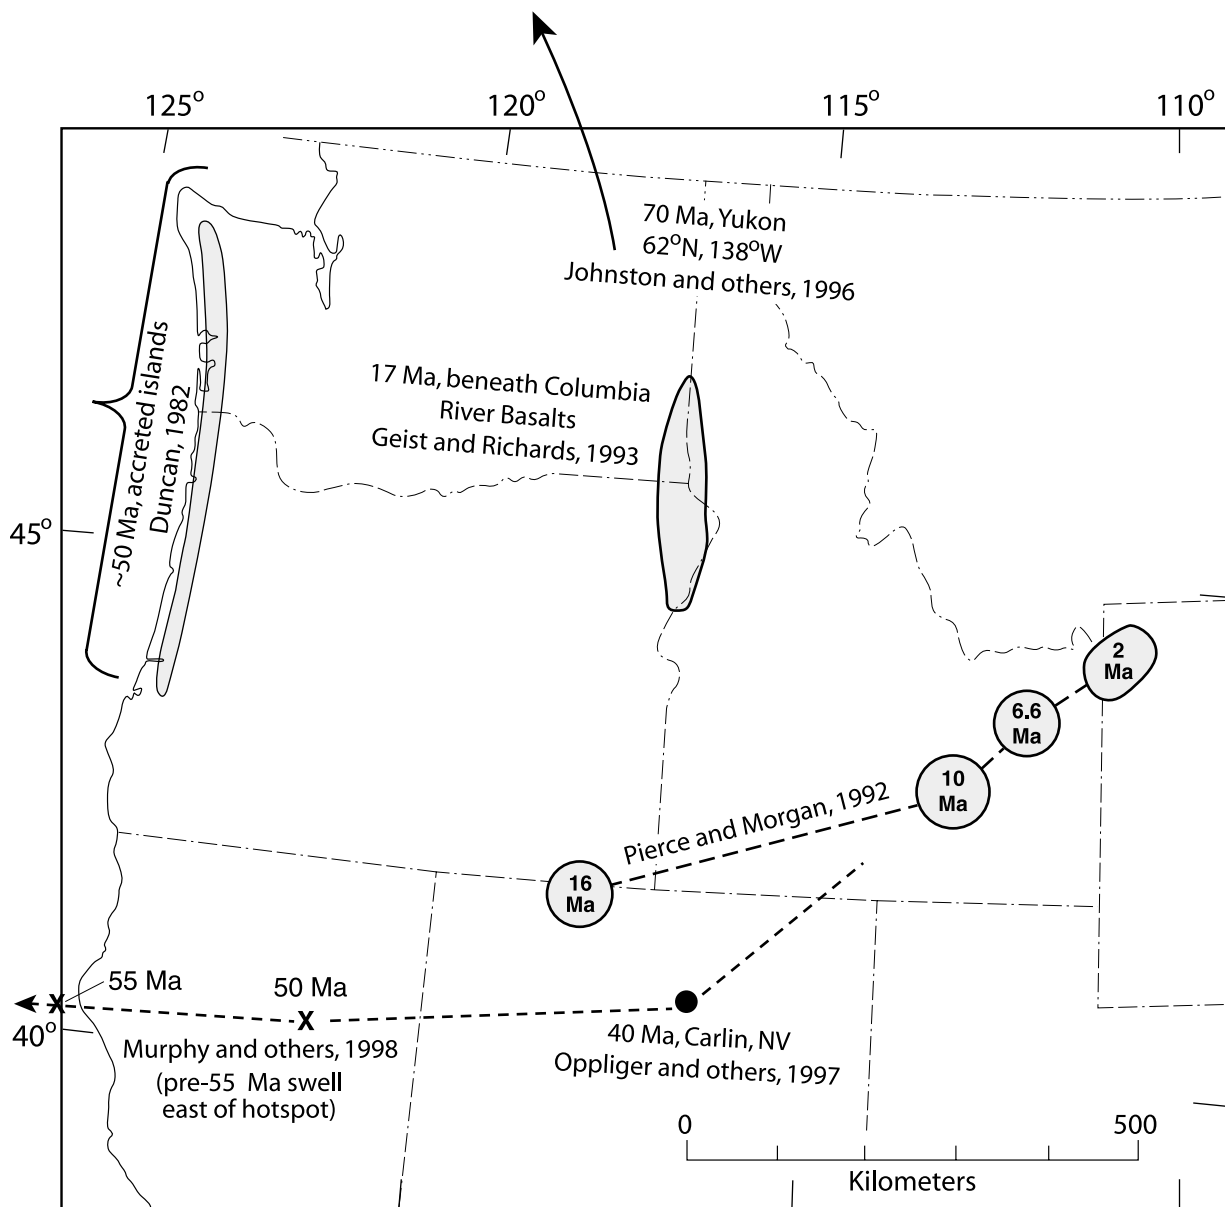 125°
120°
115°
110°
70 Ma, Yukon
62°N, 138°W
Johnston and others, 1996
~50 Ma, accreted islands
Duncan, 1982
17 Ma, beneath Columbia
River Basalts
Geist and Richards, 1993
45°
2
Ma
6.6
Ma
10
Ma
Pierce and Morgan, 1992
16
Ma
55 Ma
X
50 Ma
X
40°
Murphy and others, 1998
(pre-55 Ma swell
east of hotspot)
40 Ma, Carlin, NV
Oppliger and others, 1997
0
500
Kilometers